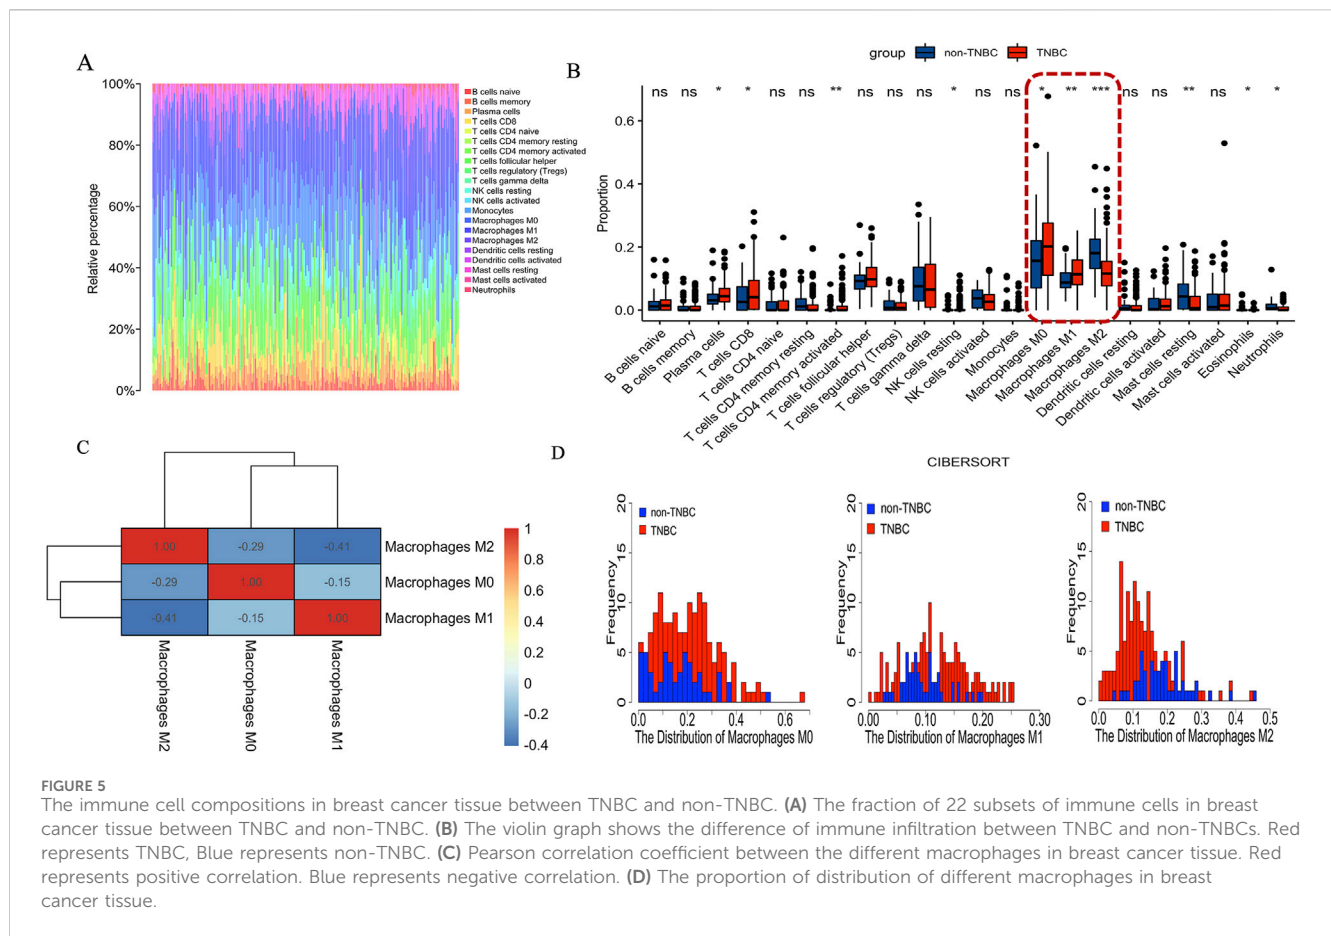 A
100%
80%
60%
40%
20%
0%
Relative percentage
B cells naive
B cells memory
Plasma cells
T cells CD8
T cells CD4 naive
T cells CD4 memory resting
T cells CD4 memory activated
T cells follicular helper
T cells regulatory (Tregs)
T cells gamma delta
NK cells resting
NK cells activated
Monocytes
Macrophages M0
Macrophages M1
Macrophages M2
Dendritic cells resting
Dendritic cells activated
Mast cells resting
Mast cells activated
Neutrophils
B
group non-TNBC TNBC
ns ns * * ns ns ** ns ns ns * ns ns * ** *** ns ns ** ns * *
0.6
0.4
0.2
0.0
Proportion
B cells naive
B cells memory
Plasma cells
T cells CD8
T cells CD4 naive
T cells CD4 memory resting
T cells CD4 memory activated
T cells follicular helper
T cells regulatory (Tregs)
T cells gamma delta
NK cells resting
NK cells activated
Monocytes
Macrophages M0
Macrophages M1
Macrophages M2
Dendritic cells resting
Dendritic cells activated
Mast cells resting
Mast cells activated
Eosinophils
Neutrophils
C
1.00 -0.29 -0.41 Macrophages M2
-0.29 1.00 -0.15 Macrophages M0
-0.41 -0.15 1.00 Macrophages M1
Macrophages M2
Macrophages M0
Macrophages M1
1
0.8
0.6
0.4
0.2
0
-0.2
-0.4
D
CIBERSORT
non-TNBC
TNBC
Frequency
20
15
10
5
0
0.0 0.2 0.4 0.6
The Distribution of Macrophages M0
non-TNBC
TNBC
Frequency
20
15
10
5
0
0.00 0.10 0.20 0.30
The Distribution of Macrophages M1
non-TNBC
TNBC
Frequency
20
15
10
5
0
0.0 0.1 0.2 0.3 0.4 0.5
The Distribution of Macrophages M2
FIGURE 5
The immune cell compositions in breast cancer tissue between TNBC and non-TNBC. (A) The fraction of 22 subsets of immune cells in breast
cancer tissue between TNBC and non-TNBC. (B) The violin graph shows the difference of immune infiltration between TNBC and non-TNBCs. Red
represents TNBC, Blue represents non-TNBC. (C) Pearson correlation coefficient between the different macrophages in breast cancer tissue. Red
represents positive correlation. Blue represents negative correlation. (D) The proportion of distribution of different macrophages in breast
cancer tissue.